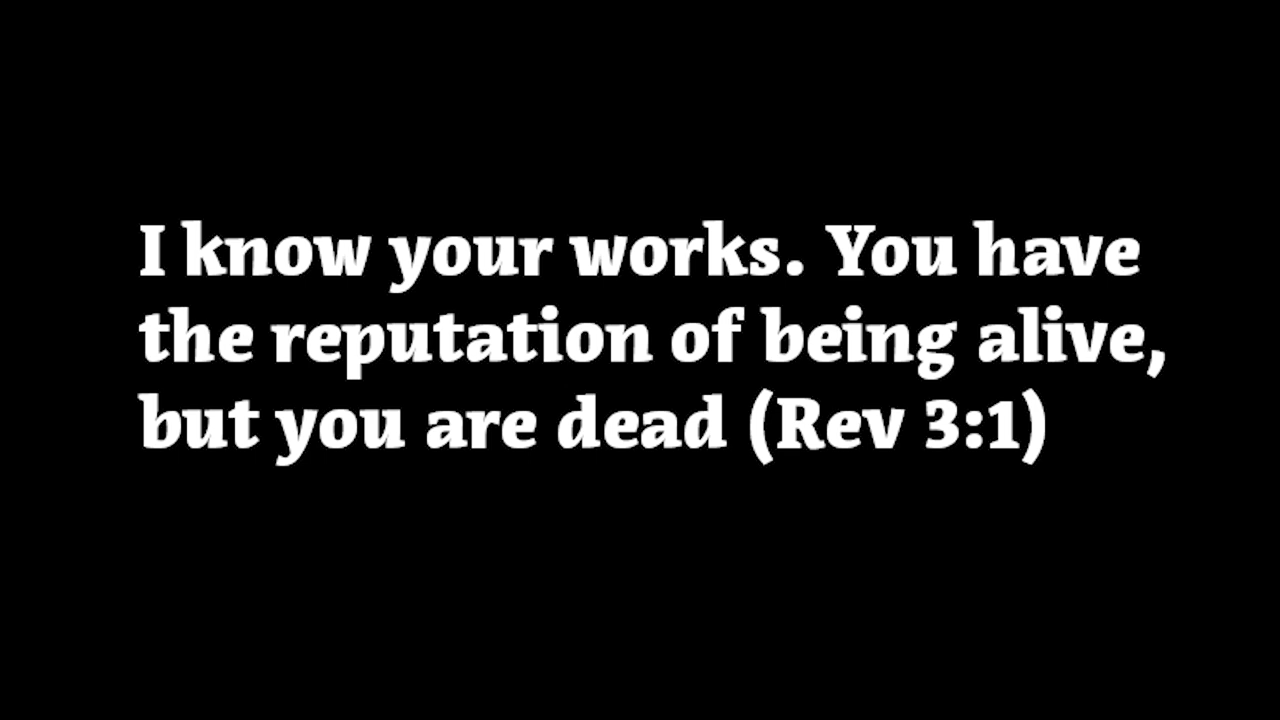 I know your works. You have
the reputation of being alive,
but you are dead (Rev 3:1)